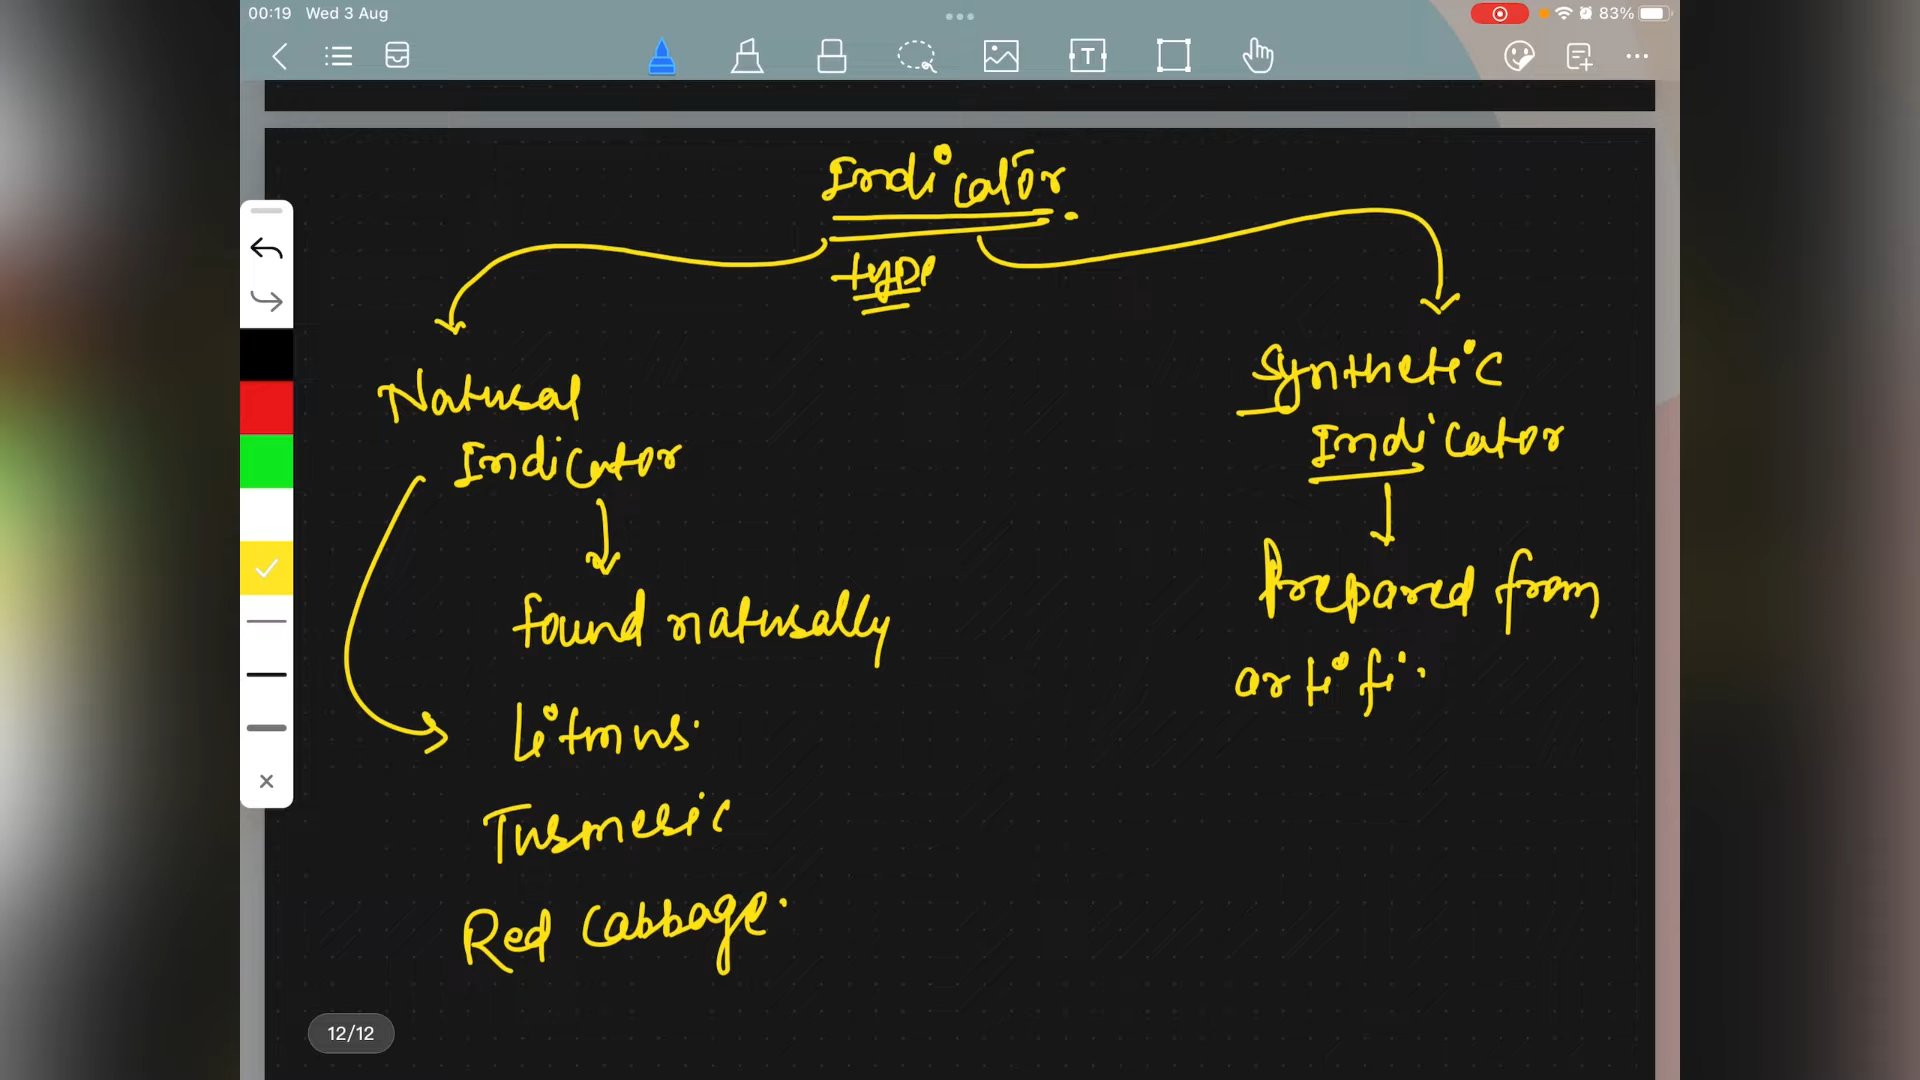 00:19 Wed 3 Aug
83%
T
Indicator.
type
Natural
Indicator
found naturally
Litmus.
Turmeric
Red Cabbage.
Synthetic
Indicator
Prepared from
artifi.
12/12